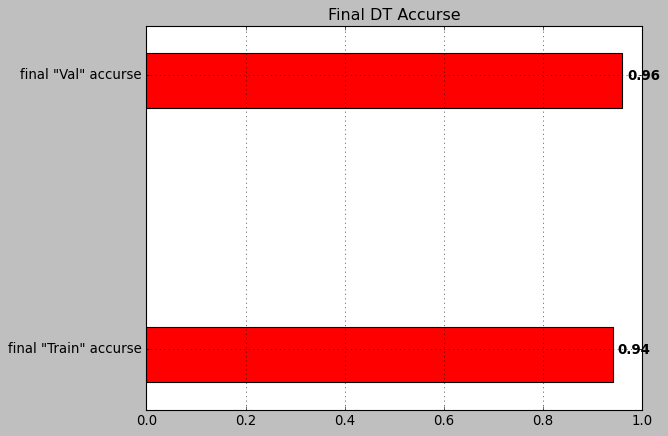 Final DT Accurse
final "Val" accurse
0.96
final "Train" accurse
0.94
0.0 0.2 0.4 0.6 0.8 1.0